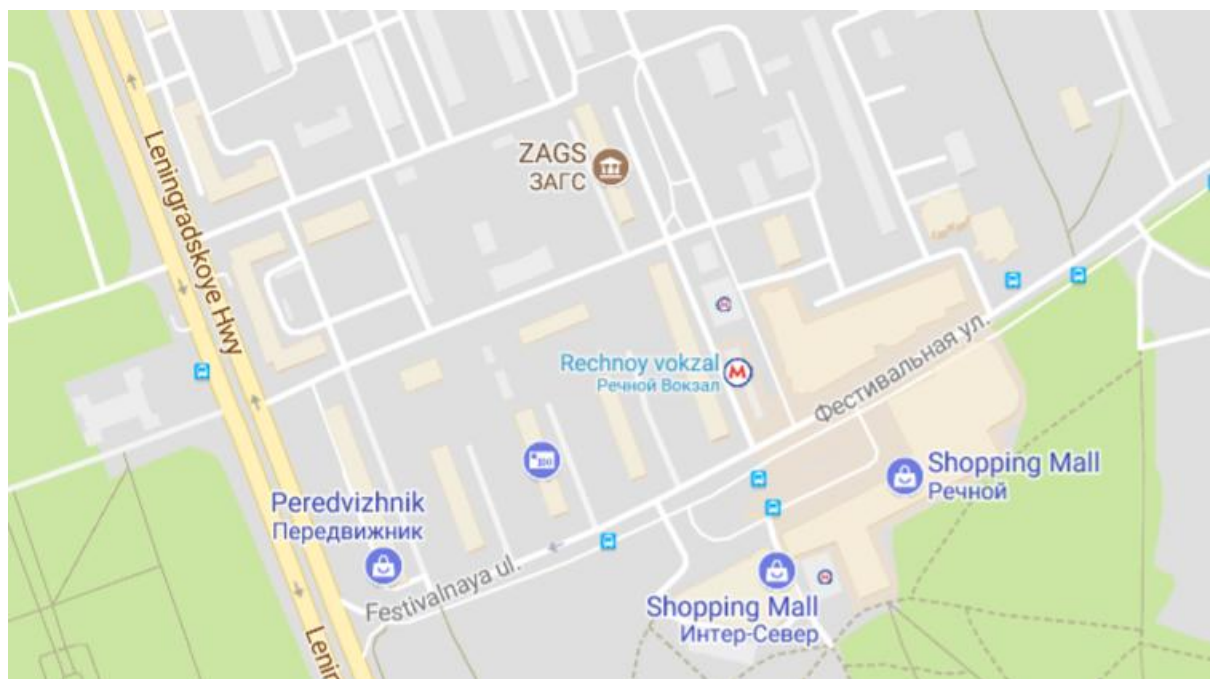 Leningradskoye Hwy
ZAGS
ЗАГС
Rechnoy vokzal
Речной Вокзал
М
Фестивальная ул.
Shopping Mall
Речной
Peredvizhnik
Передвижник
Festivalnaya ul.
Shopping Mall
Интер-Север
Lenin